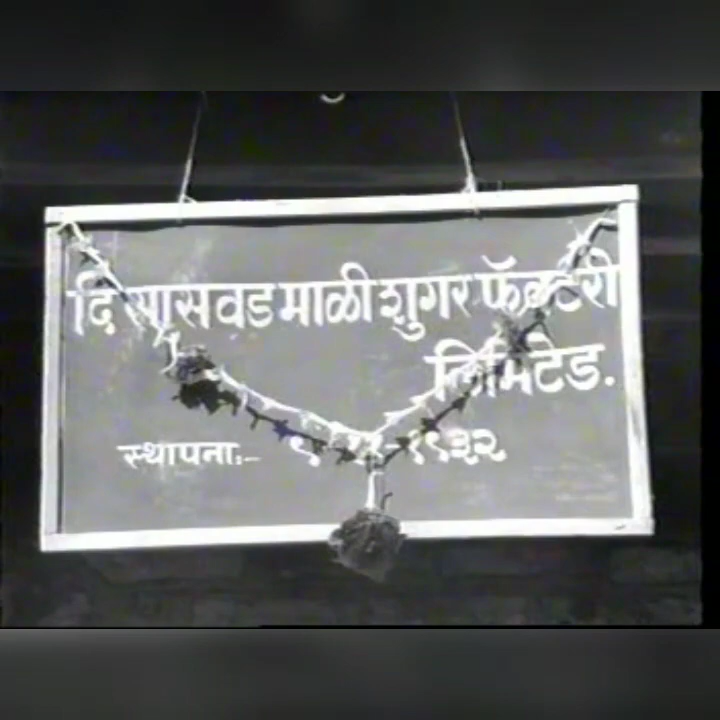 दि सासवड माळी शुगर फॅक्टरी
लिमिटेड.
स्थापना:- १९३२